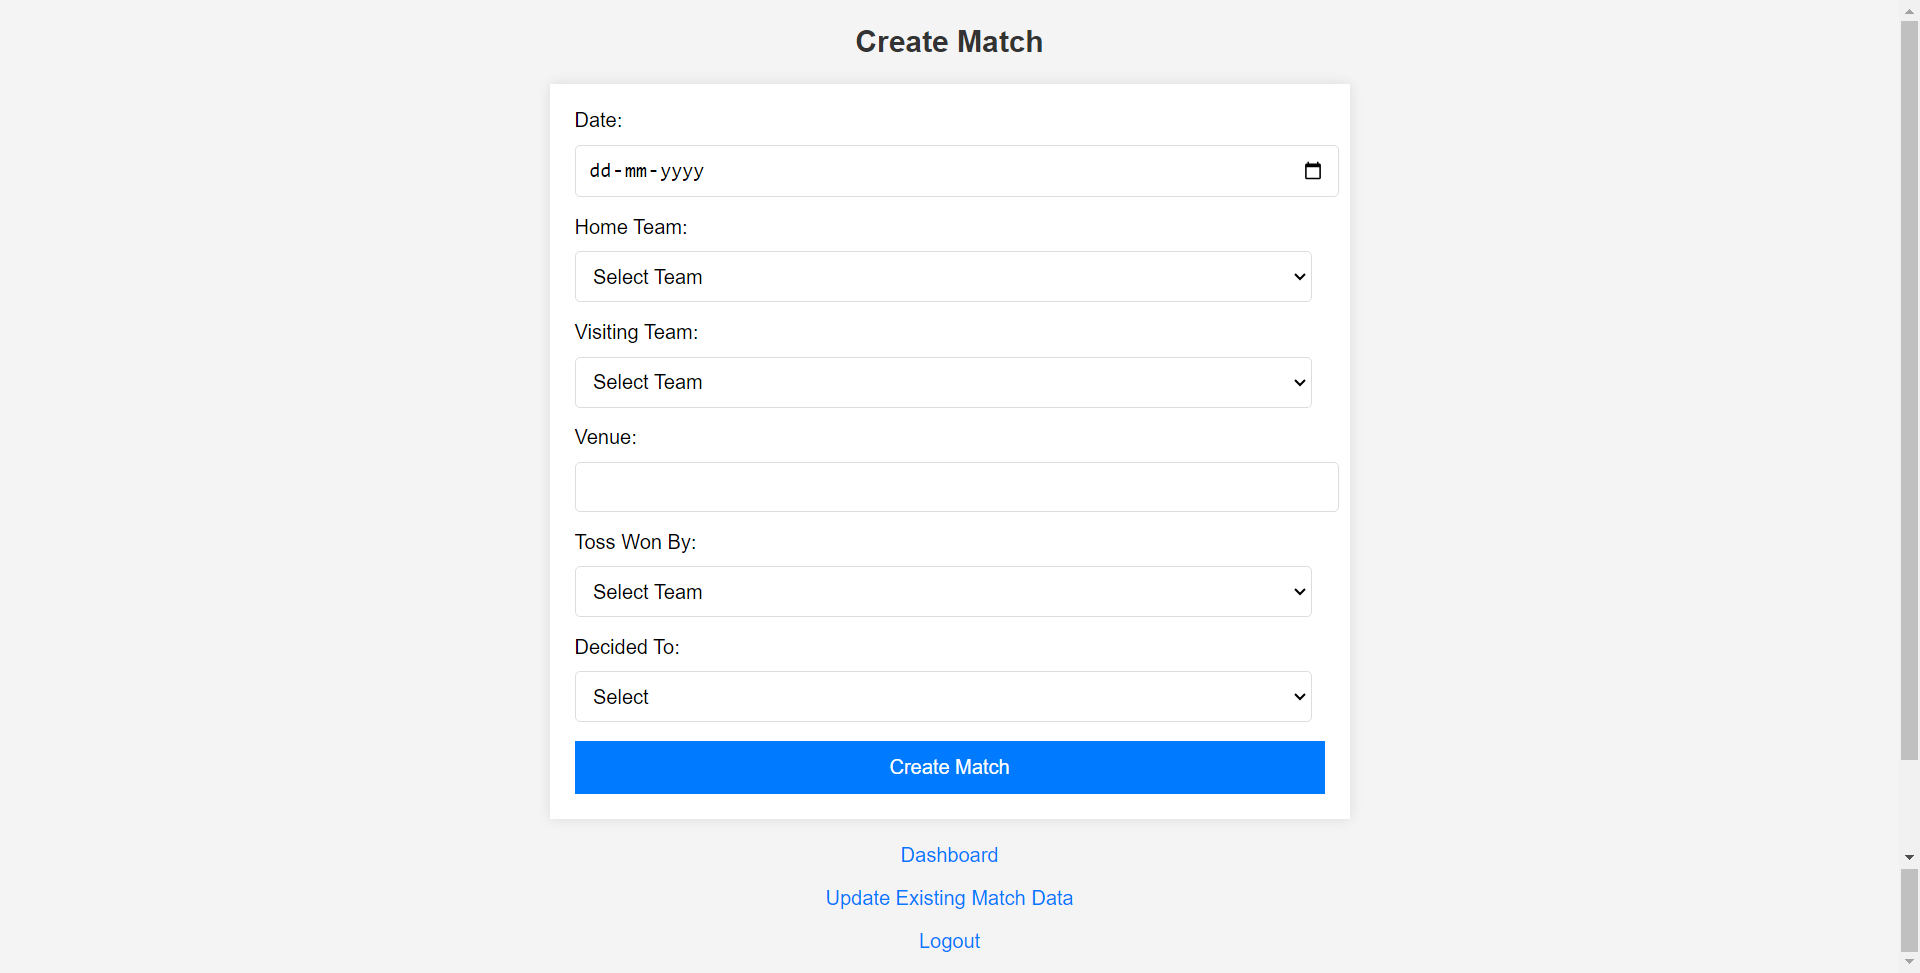 Create Match
Date:
dd-mm-yyyy
Home Team:
Select Team
Visiting Team:
Select Team
Venue:
Toss Won By:
Select Team
Decided To:
Select
Create Match
Dashboard
Update Existing Match Data
Logout